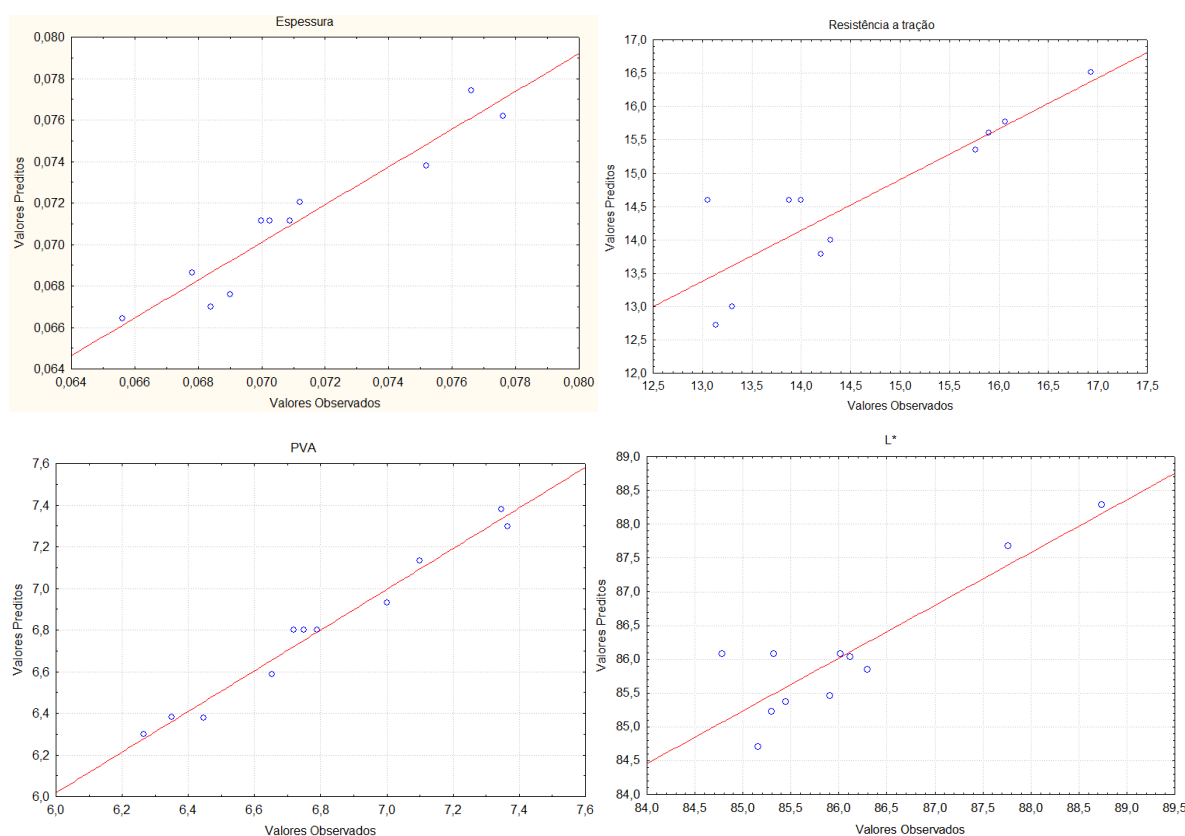 Espessura
0,080
0,078
0,076
0,074
0,072
0,070
0,068
0,066
0,064
Valores Preditos
0,064 0,066 0,068 0,070 0,072 0,074 0,076 0,078 0,080
Valores Observados
Resistência a tração
17,0
16,5
16,0
15,5
15,0
14,5
14,0
13,5
13,0
12,5
12,0
Valores Preditos
12,5 13,0 13,5 14,0 14,5 15,0 15,5 16,0 16,5 17,0 17,5
Valores Observados
PVA
7,6
7,4
7,2
7,0
6,8
6,6
6,4
6,2
6,0
Valores Preditos
6,0 6,2 6,4 6,6 6,8 7,0 7,2 7,4 7,6
Valores Observados
L*
89,0
88,5
88,0
87,5
87,0
86,5
86,0
85,5
85,0
84,5
84,0
Valores Preditos
84,0 84,5 85,0 85,5 86,0 86,5 87,0 87,5 88,0 88,5 89,0 89,5
Valores Observados